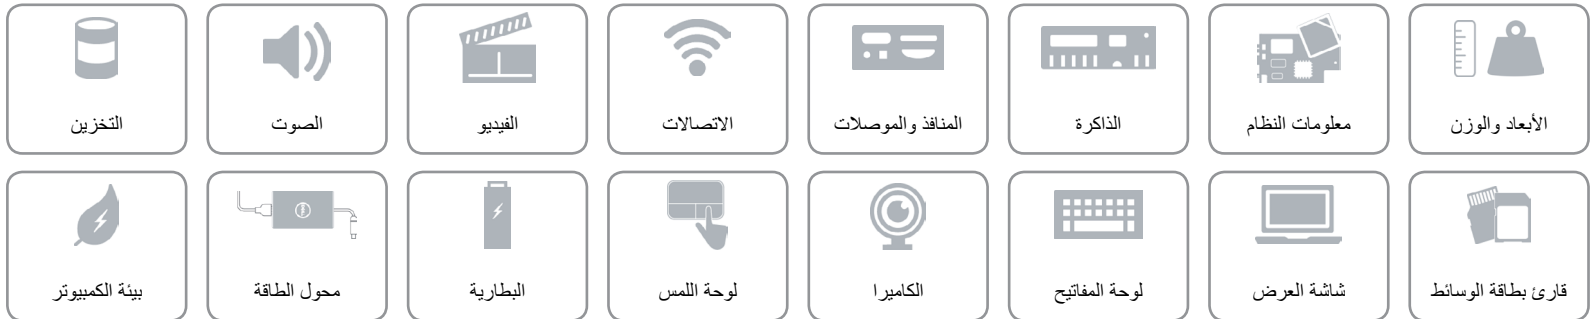 الأبعاد والوزن
معلومات النظام
الذاكرة
المنافذ والموصلات
الاتصالات
الفيديو
الصوت
التخزين
قارئ بطاقة الوسائط
شاشة العرض
لوحة المفاتيح
الكاميرا
لوحة اللمس
البطارية
محول الطاقة
بيئة الكمبيوتر